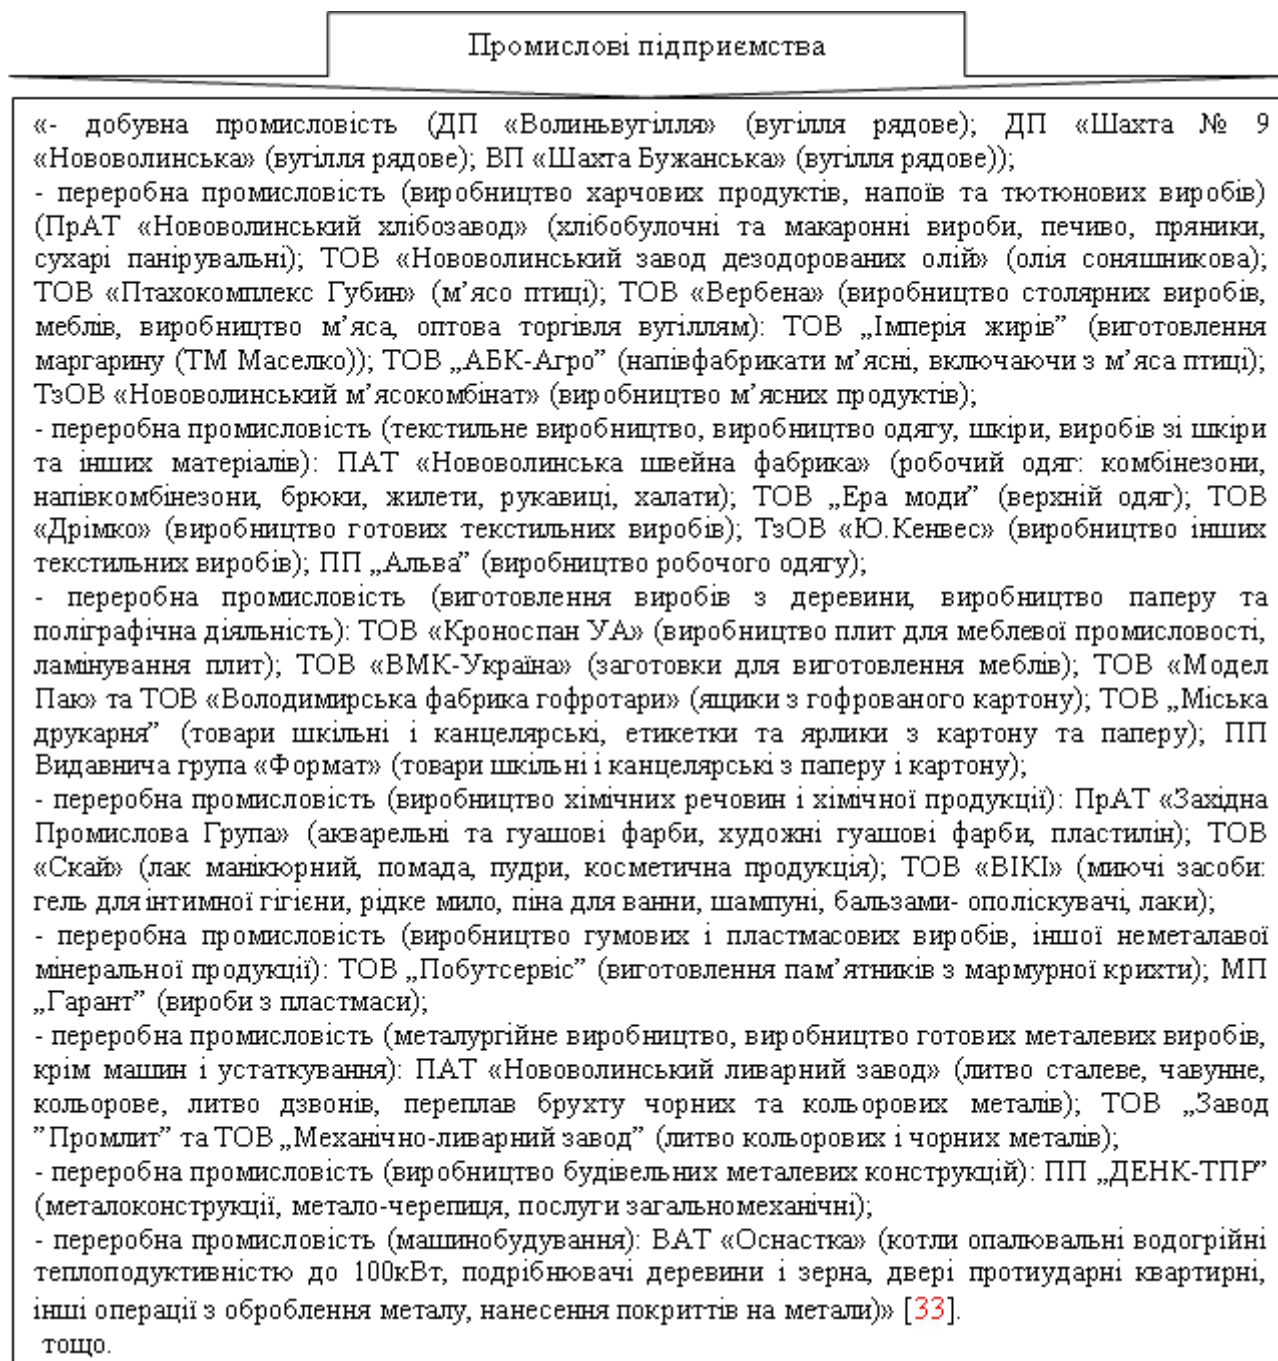 Промислові підприємства
«- добувна промисловість (ДП «Волиньвугілля» (вугілля рядове); ДП «Шахта № 9
«Нововолинська» (вугілля рядове); ВП «Шахта Бужанська» (вугілля рядове));
- переробна промисловість (виробництво харчових продуктів, напоїв та тютюнових виробів)
(ПрАТ «Нововолинський хлібозавод» (хлібобулочні та макаронні вироби, печиво, пряники,
сухарі панірувальні); ТОВ «Нововолинський завод дезодорованих олій» (олія соняшникова);
ТОВ «Птахокомплекс Губин» (м’ясо птиці); ТОВ «Вербена» (виробництво столярних виробів,
меблів, виробництво м’яса, оптова торгівля вугіллям): ТОВ „Імперія жирів” (виготовлення
маргарину (ТМ Маселко)); ТОВ „АБК-Агро” (напівфабрикати м’ясні, включаючи з м’яса птиці);
ТзОВ «Нововолинський м’ясокомбінат» (виробництво м’ясних продуктів);
- переробна промисловість (текстильне виробництво, виробництво одягу, шкіри, виробів зі шкіри
та інших матеріалів): ПАТ «Нововолинська швейна фабрика» (робочий одяг: комбінезони,
напівкомбінезони, брюки, жилети, рукавиці, халати); ТОВ „Ера моди” (верхній одяг); ТОВ
«Дрімко» (виробництво готових текстильних виробів); ТзОВ «Ю.Кенвес» (виробництво інших
текстильних виробів); ПП „Альва” (виробництво робочого одягу);
- переробна промисловість (виготовлення виробів з деревини, виробництво паперу та
поліграфічна діяльність): ТОВ «Кроноспан УА» (виробництво плит для меблевої промисловості,
ламінування плит); ТОВ «ВМК-Україна» (заготовки для виготовлення меблів); ТОВ «Модел
Пак» та ТОВ «Володимирська фабрика гофротари» (ящики з гофрованого картону); ТОВ „Міська
друкарня” (товари шкільні і канцелярські, етикетки та ярлики з картону та паперу); ПП
Видавнича група «Формат» (товари шкільні і канцелярські з паперу і картону);
- переробна промисловість (виробництво хімічних речовин і хімічної продукції): ПрАТ «Західна
Промислова Група» (акварельні та гуашові фарби, художні гуашові фарби, пластилін); ТОВ
«Скай» (лак манікюрний, помада, пудри, косметична продукція); ТОВ «ВІКІ» (миючі засоби:
гель для інтимної гігієни, рідке мило, піна для ванни, шампуні, бальзами- ополіскувачі, лаки);
- переробна промисловість (виробництво гумових і пластмасових виробів, іншої неметалавої
мінеральної продукції): ТОВ „Побутсервіс” (виготовлення пам’ятників з мармурної крихти); МП
„Гарант” (вироби з пластмаси);
- переробна промисловість (металургійне виробництво, виробництво готових металевих виробів,
крім машин і устаткування): ПАТ «Нововолинський ливарний завод» (литво сталеве, чавунне,
кольорове, литво дзвонів, переплав брухту чорних та кольорових металів); ТОВ „Завод
”Промлит” та ТОВ „Механічно-ливарний завод” (литво кольорових і чорних металів);
- переробна промисловість (виробництво будівельних металевих конструкцій): ПП „ДЕНК-ТПР”
(металоконструкції, метало-черепиця, послуги загальномеханічні);
- переробна промисловість (машинобудування): ВАТ «Оснастка» (котли опалювальні водогрійні
теплоподуктивністю до 100кВт, подрібнювачі деревини і зерна, двері протиударні квартирні,
інші операції з оброблення металу, нанесення покриттів на метали)» [33].
тощо.